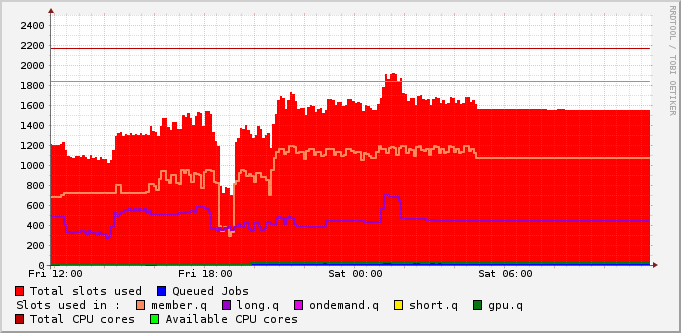 RRDTOOL / TOBI OETIKER
2400
2200
2000
1800
1600
1400
1200
1000
800
600
400
200
0
Fri 12:00 Fri 18:00 Sat 00:00 Sat 06:00
Total slots used Queued Jobs
Slots used in : member.q long.q ondemand.q short.q gpu.q
Total CPU cores Available CPU cores